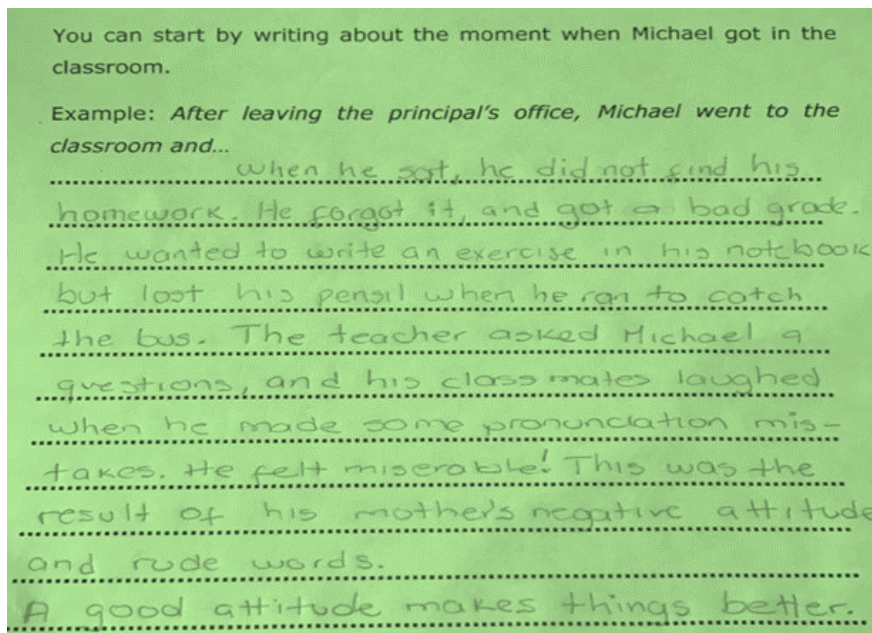 You can start by writing about the moment when Michael got in the
classroom.
Example: After leaving the principal's office, Michael went to the
classroom and...
when he sat, he did not find his
homework. He forgot it, and got a bad grade.
He wanted to write an exercise in his notebook
but lost his pensil when he ran to catch
the bus. The teacher asked Michael a
questions, and his classmates laughed
when he made some pronunciation mis-
takes. He felt miserable! This was the
result of his mother's negative attitude
and rude words.
A good attitude makes things better.